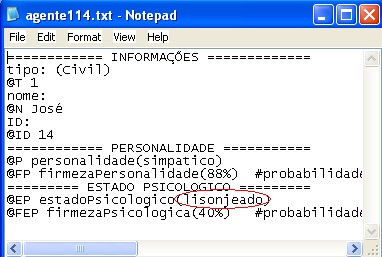 agente114.txt - Notepad
File Edit Format View Help
============ INFORMAÇÕES =============
tipo: (Civil)
@T 1
nome:
@N José
ID:
@ID 14
============ PERSONALIDADE ===========
@P personalidade(simpatico)
@FP firmezaPersonalidade(88%) #probabilidade
========= ESTADO PSICOLOGICO =========
@EP estadoPsicologico(lisonjeado)
@FEP firmezaPsicologica(40%) #probabilidade